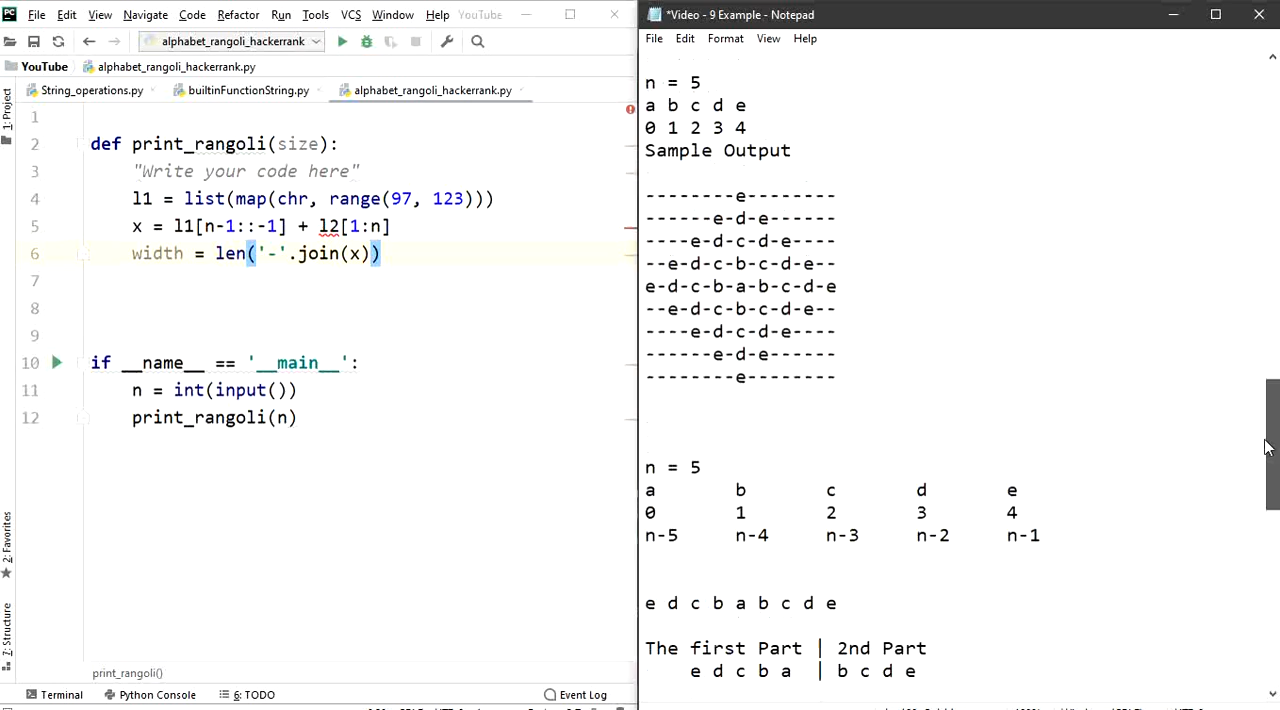 File Edit View Navigate Code Refactor Run Tools VCS Window Help YouTube
alphabet_rangoli_hackerrank
YouTube alphabet_rangoli_hackerrank.py
String_operations.py builtinFunctionString.py alphabet_rangoli_hackerrank.py
1
2 def print_rangoli(size):
3 "Write your code here"
4 l1 = list(map(chr, range(97, 123)))
5 x = l1[n-1::-1] + l2[1:n]
6 width = len('-'.join(x))
7
8
9
10 if __name__ == '__main__':
11 n = int(input())
12 print_rangoli(n)
1: Project
2: Favorites
7: Structure
print_rangoli()
Terminal Python Console 6: TODO Event Log
*Video - 9 Example - Notepad
File Edit Format View Help
n = 5
a b c d e
0 1 2 3 4
Sample Output
--------e--------
------e-d-e------
----e-d-c-d-e----
--e-d-c-b-c-d-e--
e-d-c-b-a-b-c-d-e
--e-d-c-b-c-d-e--
----e-d-c-d-e----
------e-d-e------
--------e--------
n = 5
a b c d e
0 1 2 3 4
n-5 n-4 n-3 n-2 n-1
e d c b a b c d e
The first Part | 2nd Part
e d c b a | b c d e